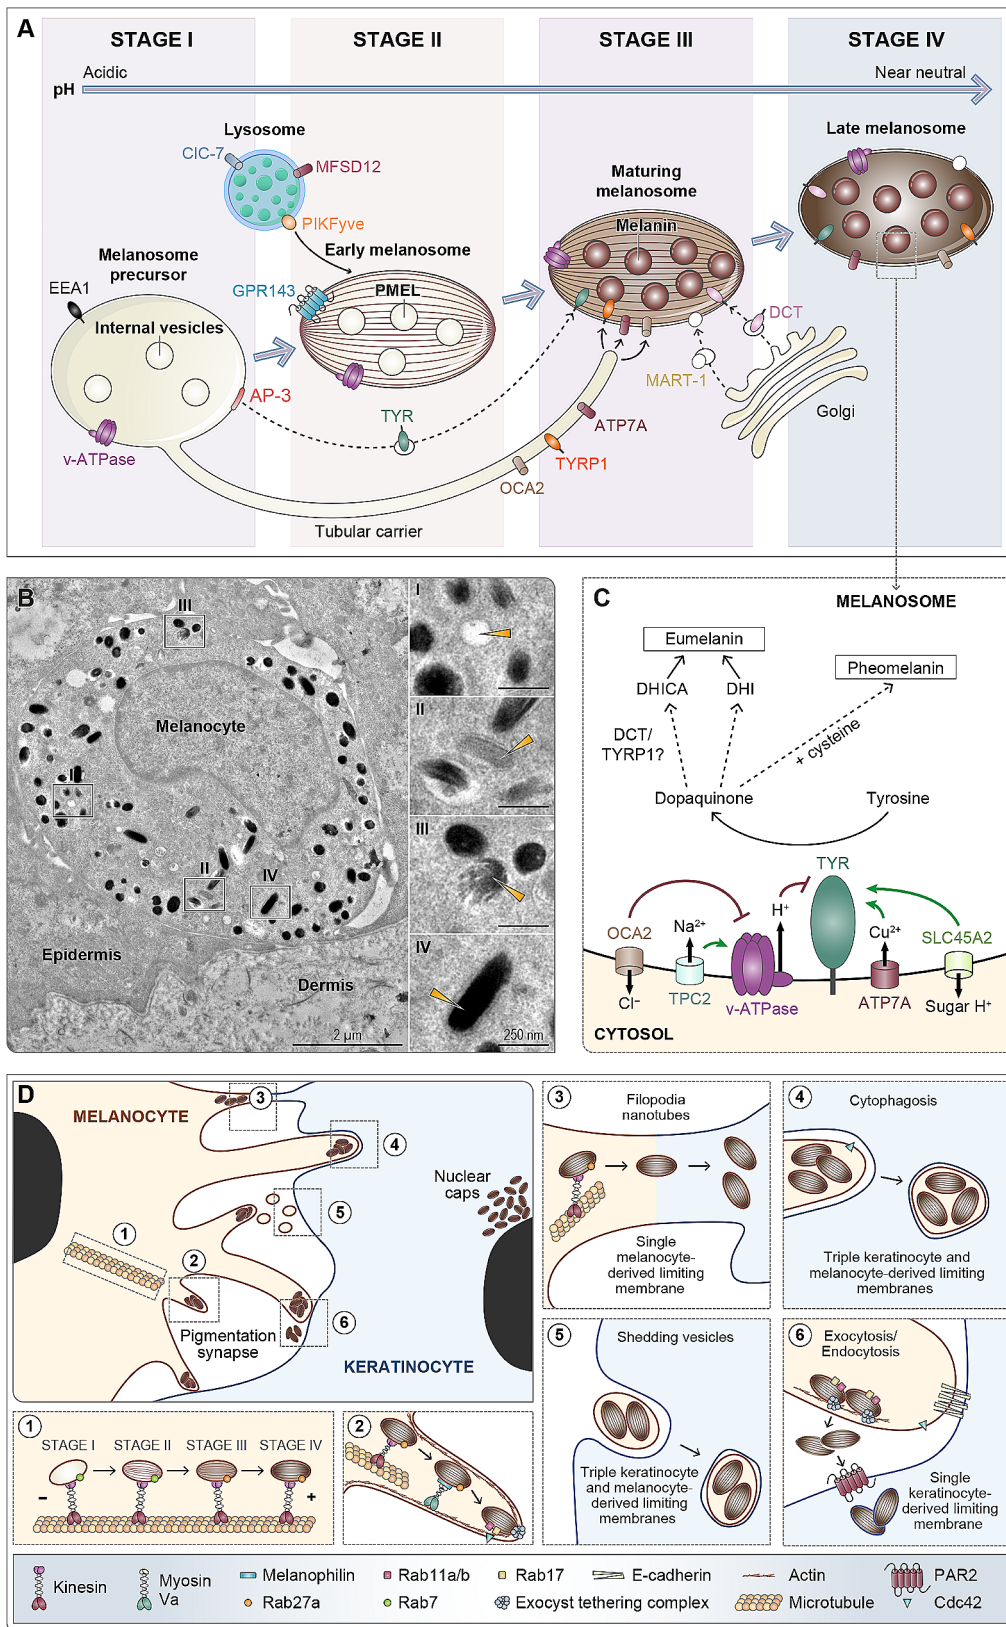 A
STAGE I
STAGE II
STAGE III
STAGE IV
pH
Acidic
Near neutral
Lysosome
ClC-7
MFSD12
PIKFyve
Late melanosome
Maturing
melanosome
Melanin
Melanosome
precursor
Early melanosome
EEA1
GPR143
PMEL
Internal vesicles
AP-3
TYR
v-ATPase
DCT
MART-1
Golgi
ATP7A
TYRP1
OCA2
Tubular carrier
B
III
Melanocyte
I
II
IV
Epidermis
Dermis
2 µm
I
II
III
IV
250 nm
C
MELANOSOME
Eumelanin
Pheomelanin
DHICA
DHI
DCT/
TYRP1?
+ cysteine
Dopaquinone
Tyrosine
TYR
OCA2
Na2+
H+
Cu2+
SLC45A2
Cl–
TPC2
v-ATPase
ATP7A
Sugar H+
CYTOSOL
D
MELANOCYTE
3
4
Nuclear
caps
5
1
2
6
Pigmentation
synapse
KERATINOCYTE
3
Filopodia
nanotubes
Single
melanocyte-
derived limiting
membrane
4
Cytophagosis
Triple keratinocyte and
melanocyte-derived limiting
membranes
5
Shedding vesicles
Triple keratinocyte
and melanocyte-
derived limiting
membranes
6
Exocytosis/
Endocytosis
Single
keratinocyte-
derived limiting
membrane
1
STAGE I
STAGE II
STAGE III
STAGE IV
–
+
2
Kinesin
Myosin
Va
Melanophilin
Rab27a
Rab11a/b
Rab7
Rab17
Exocyst tethering complex
E-cadherin
Actin
Microtubule
PAR2
Cdc42